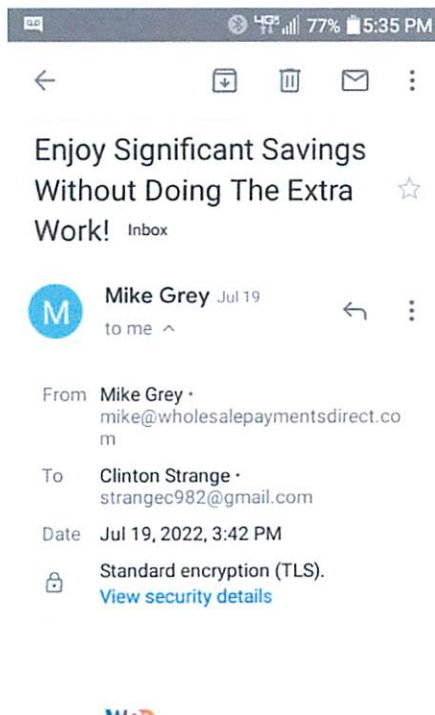 4G 77% 5:35 PM
Enjoy Significant Savings
Without Doing The Extra
Work! Inbox
M
Mike Grey Jul 19
to me
From Mike Grey •
mike@wholesalepaymentsdirect.co
m
To Clinton Strange •
strangec982@gmail.com
Date Jul 19, 2022, 3:42 PM
Standard encryption (TLS).
View security details